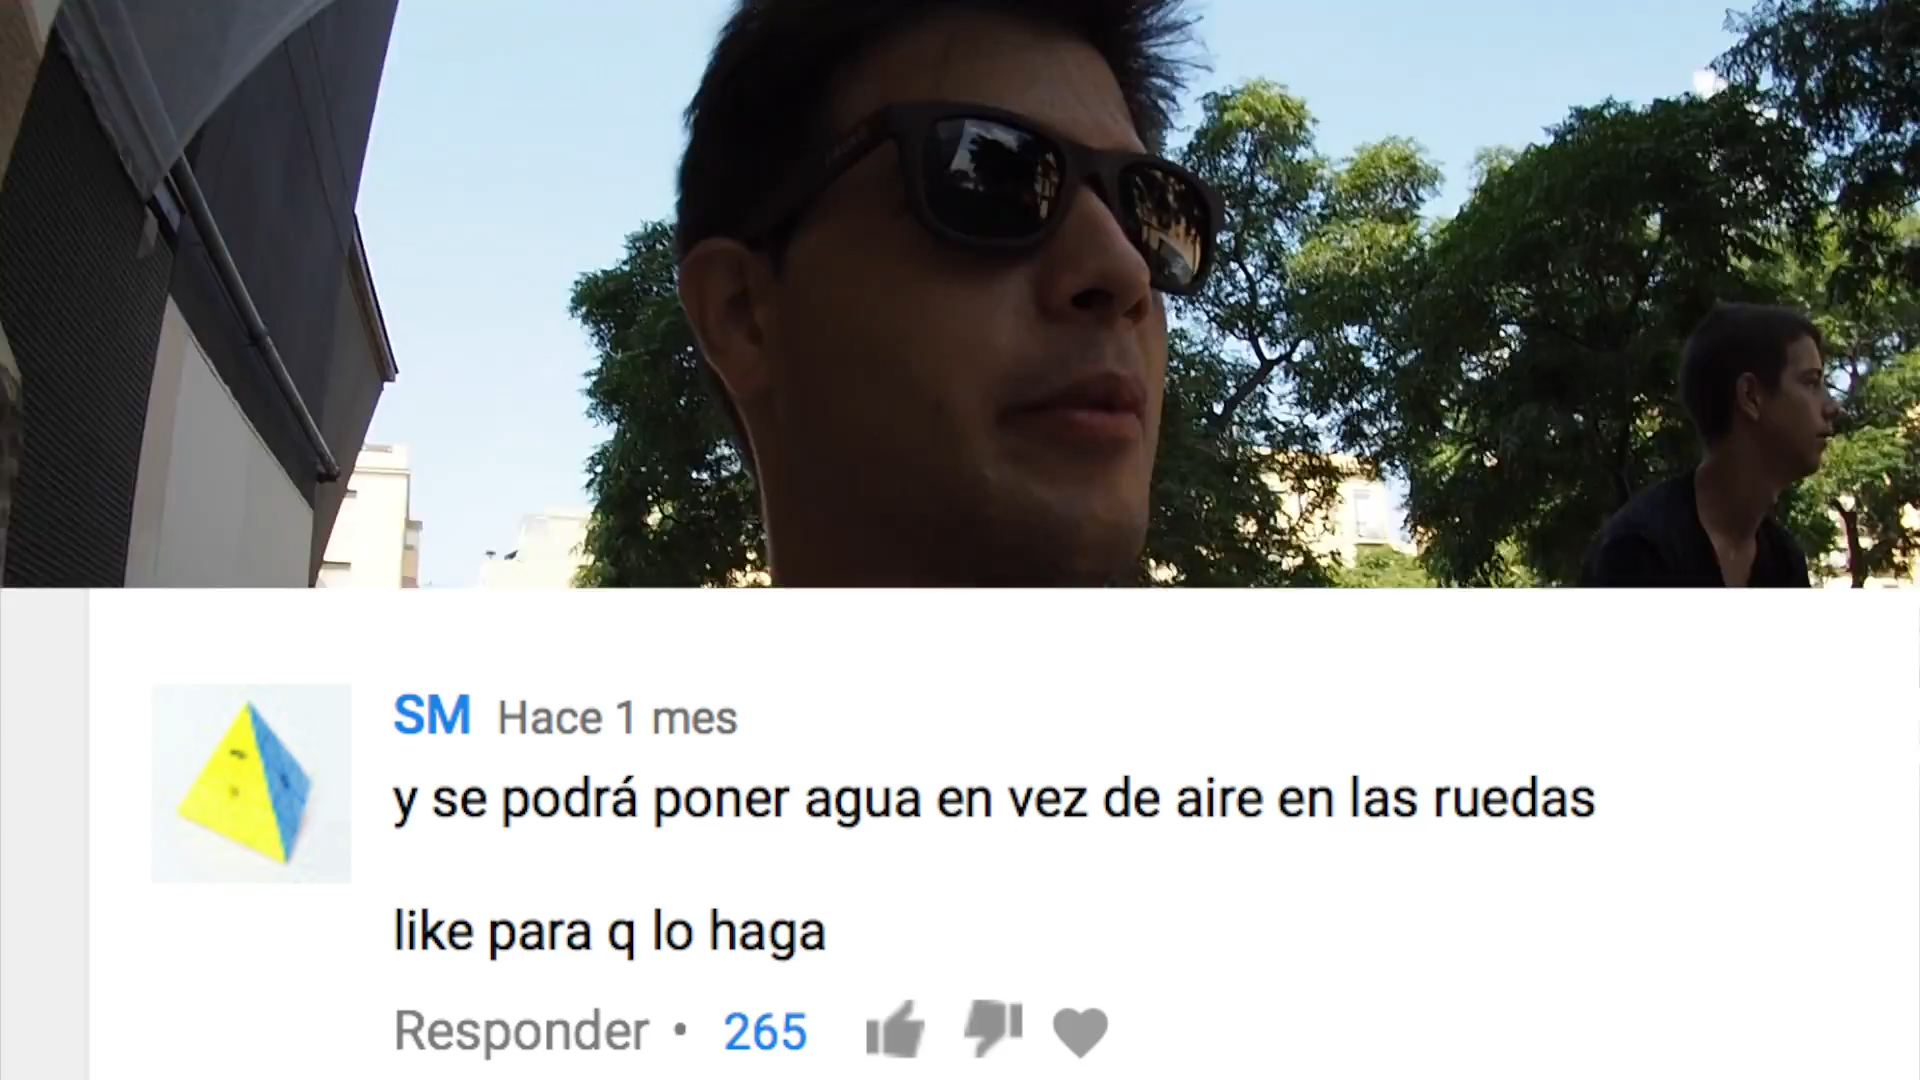 SM Hace 1 mes
y se podrá poner agua en vez de aire en las ruedas
like para q lo haga
Responder • 265